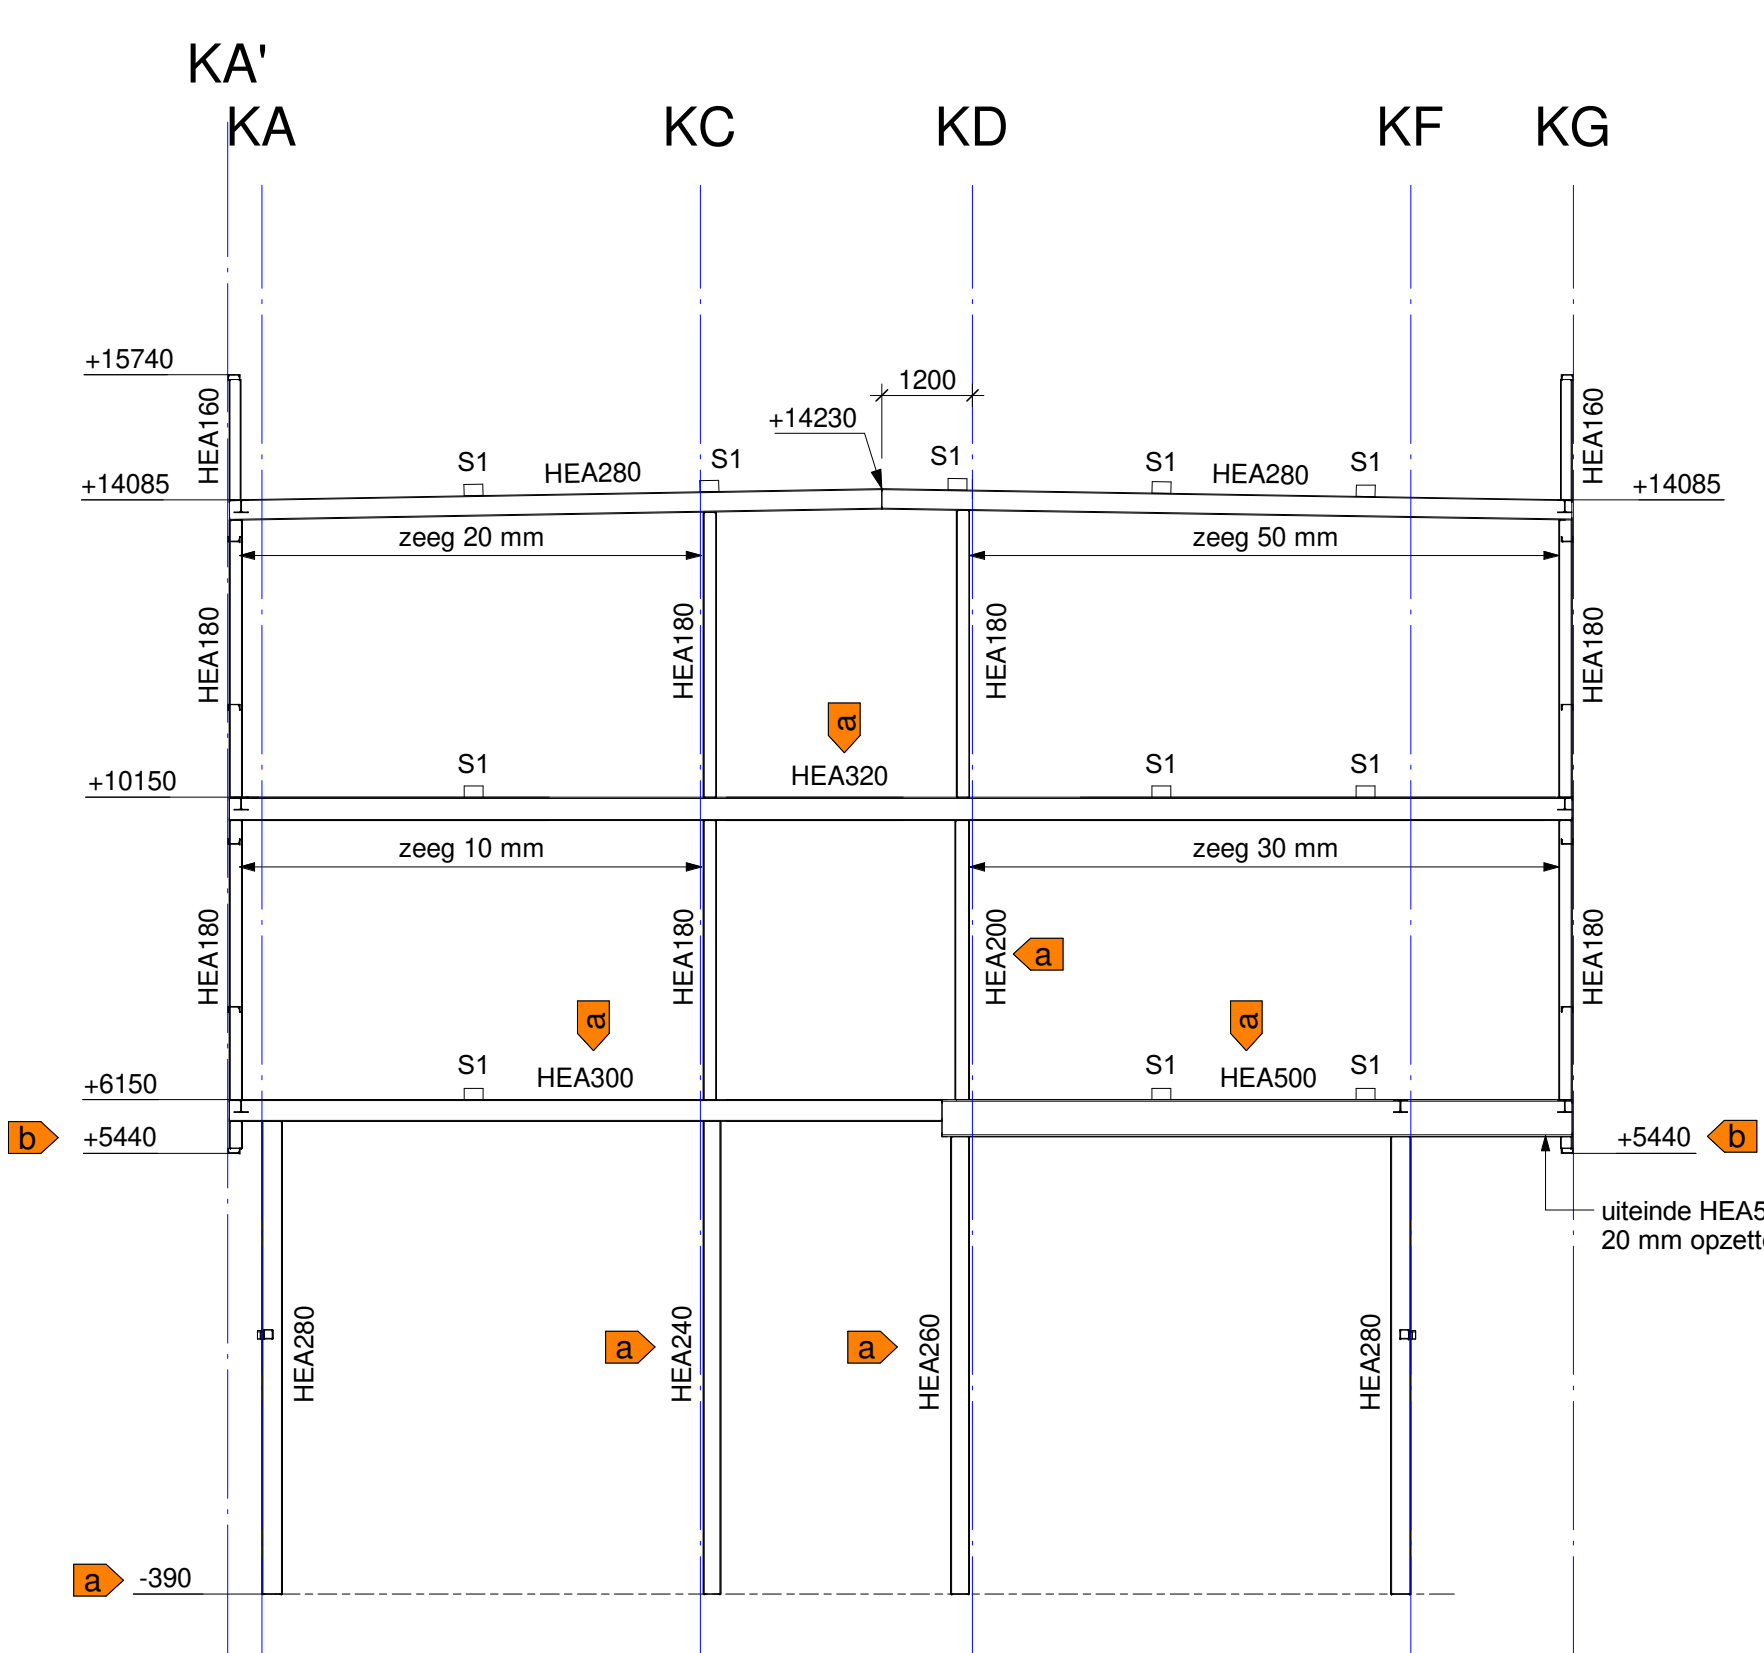 KA'
KA KC KD KF KG
+15740
1200
+14230
HEA160
HEA160
S1 HEA280 S1 S1 S1 HEA280 S1
+14085
+14085
zeeg 20 mm
zeeg 50 mm
HEA180
HEA180
HEA180
HEA180
a
S1 HEA320 S1 S1
+10150
zeeg 10 mm
zeeg 30 mm
HEA180
HEA180
HEA200
a
HEA180
a
a
S1 HEA300 S1 HEA500 S1
+6150
b +5440
+5440 b
uiteinde
20 mm
HEA280
a
HEA240
a
HEA260
HEA280
a -390